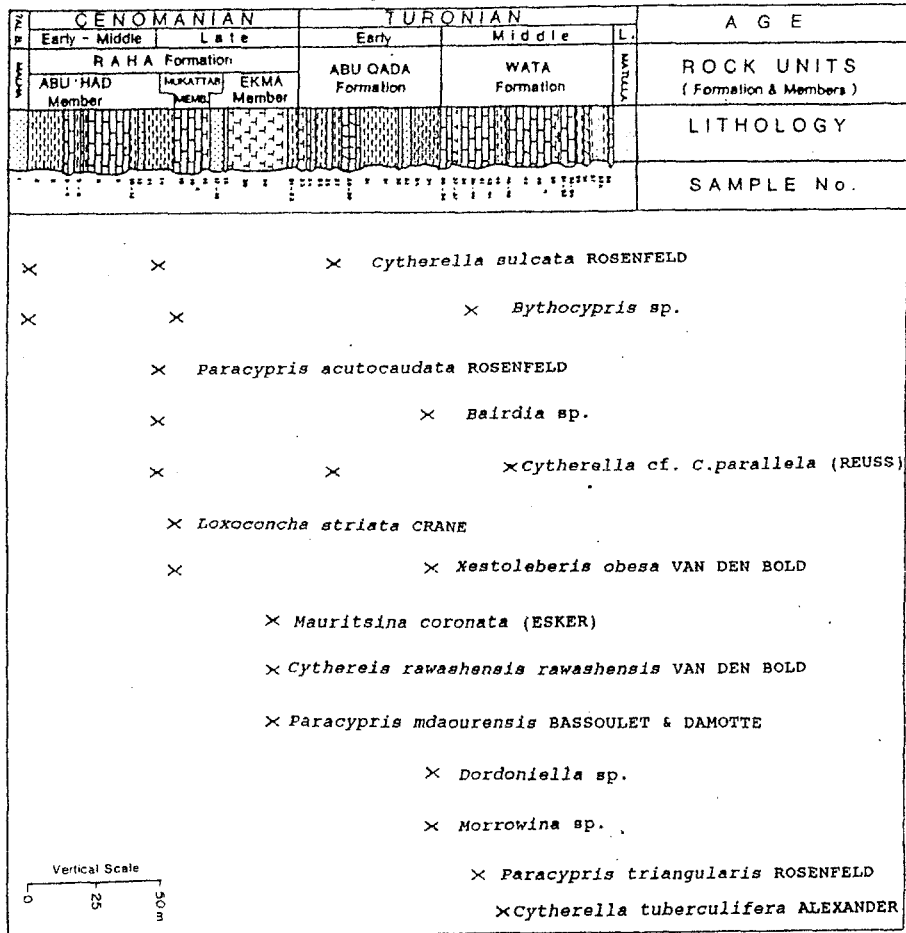 CENOMANIAN TURONIAN AGE
Early - Middle Late Early Middle L.
RAHA Formation ABU QADA Formation WATA Formation MATULLA ROCK UNITS
ABU HAD Member MUKATTAB MEMB. EKMA Member ( Formation & Members )
LITHOLOGY
SAMPLE No.
Cytherella sulcata ROSENFELD
Bythocypris sp.
Paracypris acutocaudata ROSENFELD
Bairdia sp.
Cytherella cf. C.parallela (REUSS)
Loxoconcha striata CRANE
Xestoleberis obesa VAN DEN BOLD
Mauritsina coronata (ESKER)
Cythereis rawashensis rawashensis VAN DEN BOLD
Paracypris mdaourensis BASSOULET & DAMOTTE
Dordoniella sp.
Morrowina sp.
Paracypris triangularis ROSENFELD
Cytherella tuberculifera ALEXANDER
Vertical Scale
0 25 50m